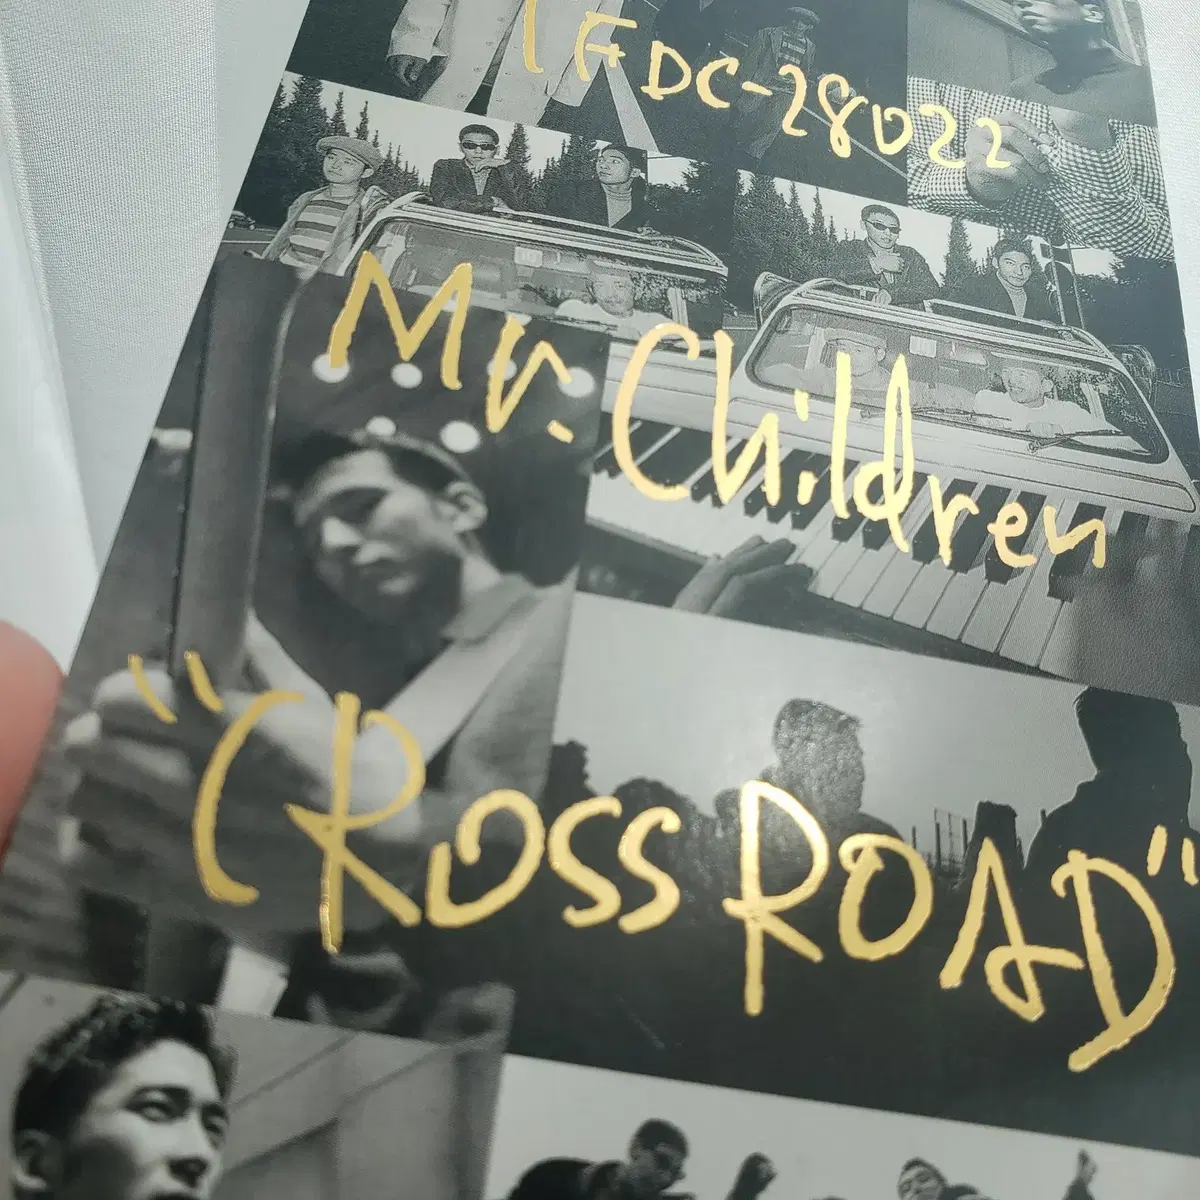 TFDC-28022
Mr.Children
"CROSS ROAD"